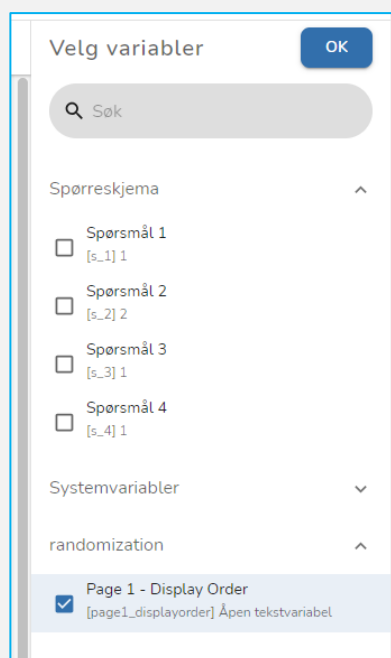 Velg variabler
OK
Søk
Spørreskjema
Spørsmål 1
[s_1] 1
Spørsmål 2
[s_2] 2
Spørsmål 3
[s_3] 1
Spørsmål 4
[s_4] 1
Systemvariabler
randomization
Page 1 - Display Order
[page1_displayorder] Åpen tekstvariabel